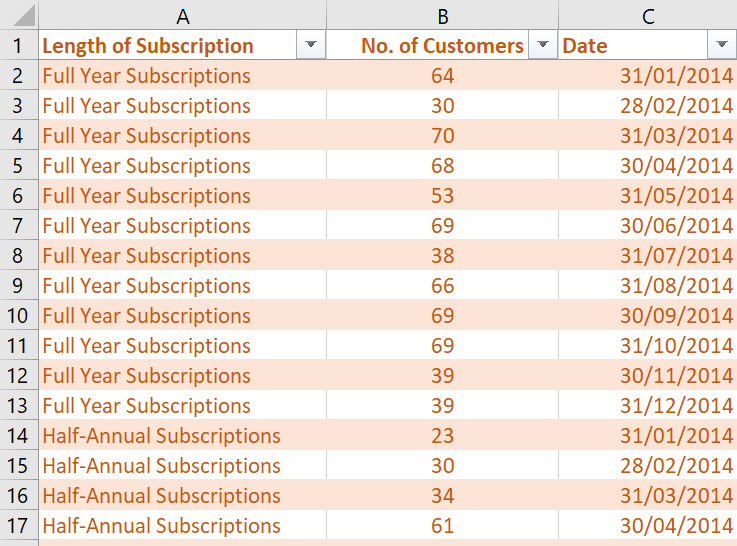 A B C
1 Length of Subscription No. of Customers Date
2 Full Year Subscriptions 64 31/01/2014
3 Full Year Subscriptions 30 28/02/2014
4 Full Year Subscriptions 70 31/03/2014
5 Full Year Subscriptions 68 30/04/2014
6 Full Year Subscriptions 53 31/05/2014
7 Full Year Subscriptions 69 30/06/2014
8 Full Year Subscriptions 38 31/07/2014
9 Full Year Subscriptions 66 31/08/2014
10 Full Year Subscriptions 69 30/09/2014
11 Full Year Subscriptions 69 31/10/2014
12 Full Year Subscriptions 39 30/11/2014
13 Full Year Subscriptions 39 31/12/2014
14 Half-Annual Subscriptions 23 31/01/2014
15 Half-Annual Subscriptions 30 28/02/2014
16 Half-Annual Subscriptions 34 31/03/2014
17 Half-Annual Subscriptions 61 30/04/2014